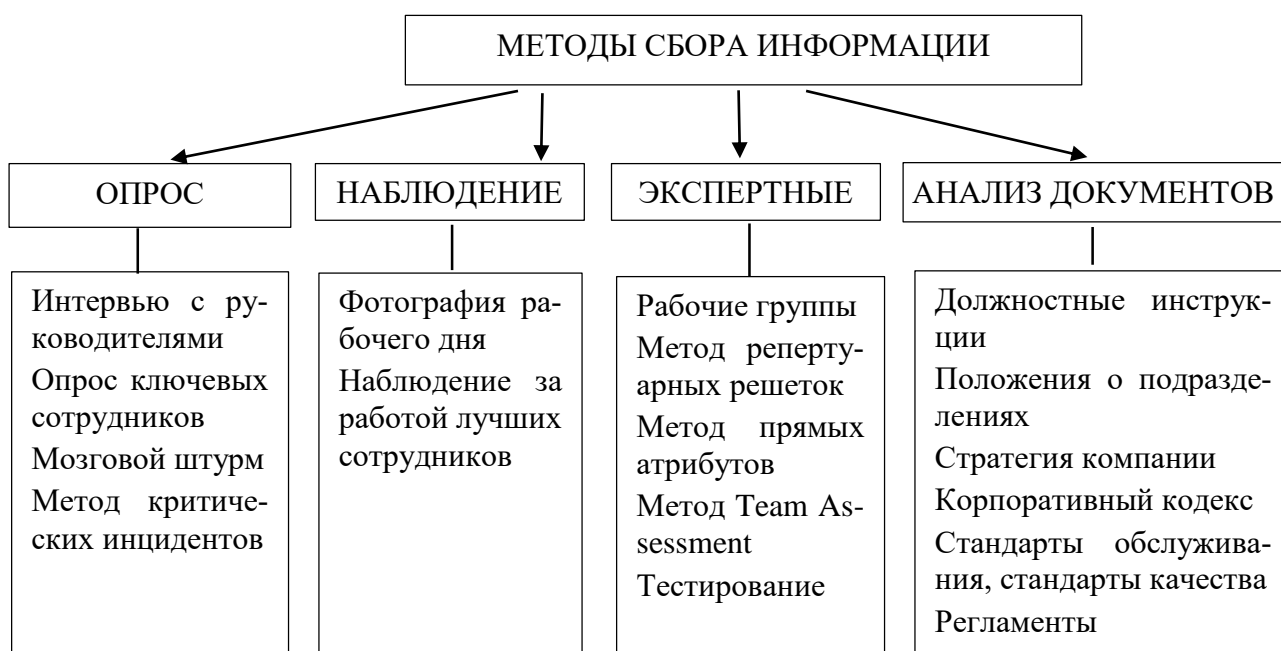 МЕТОДЫ СБОРА ИНФОРМАЦИИ
ОПРОС
Интервью с ру-
ководителями
Опрос ключевых
сотрудников
Мозговой штурм
Метод критиче-
ских инцидентов
НАБЛЮДЕНИЕ
Фотография ра-
бочего дня
Наблюдение за
работой лучших
сотрудников
ЭКСПЕРТНЫЕ
Рабочие группы
Метод реперту-
арных решеток
Метод прямых
атрибутов
Метод Team As-
sessment
Тестирование
АНАЛИЗ ДОКУМЕНТОВ
Должностные инструк-
ции
Положения о подразде-
лениях
Стратегия компании
Корпоративный кодекс
Стандарты обслужива-
ния, стандарты качества
Регламенты